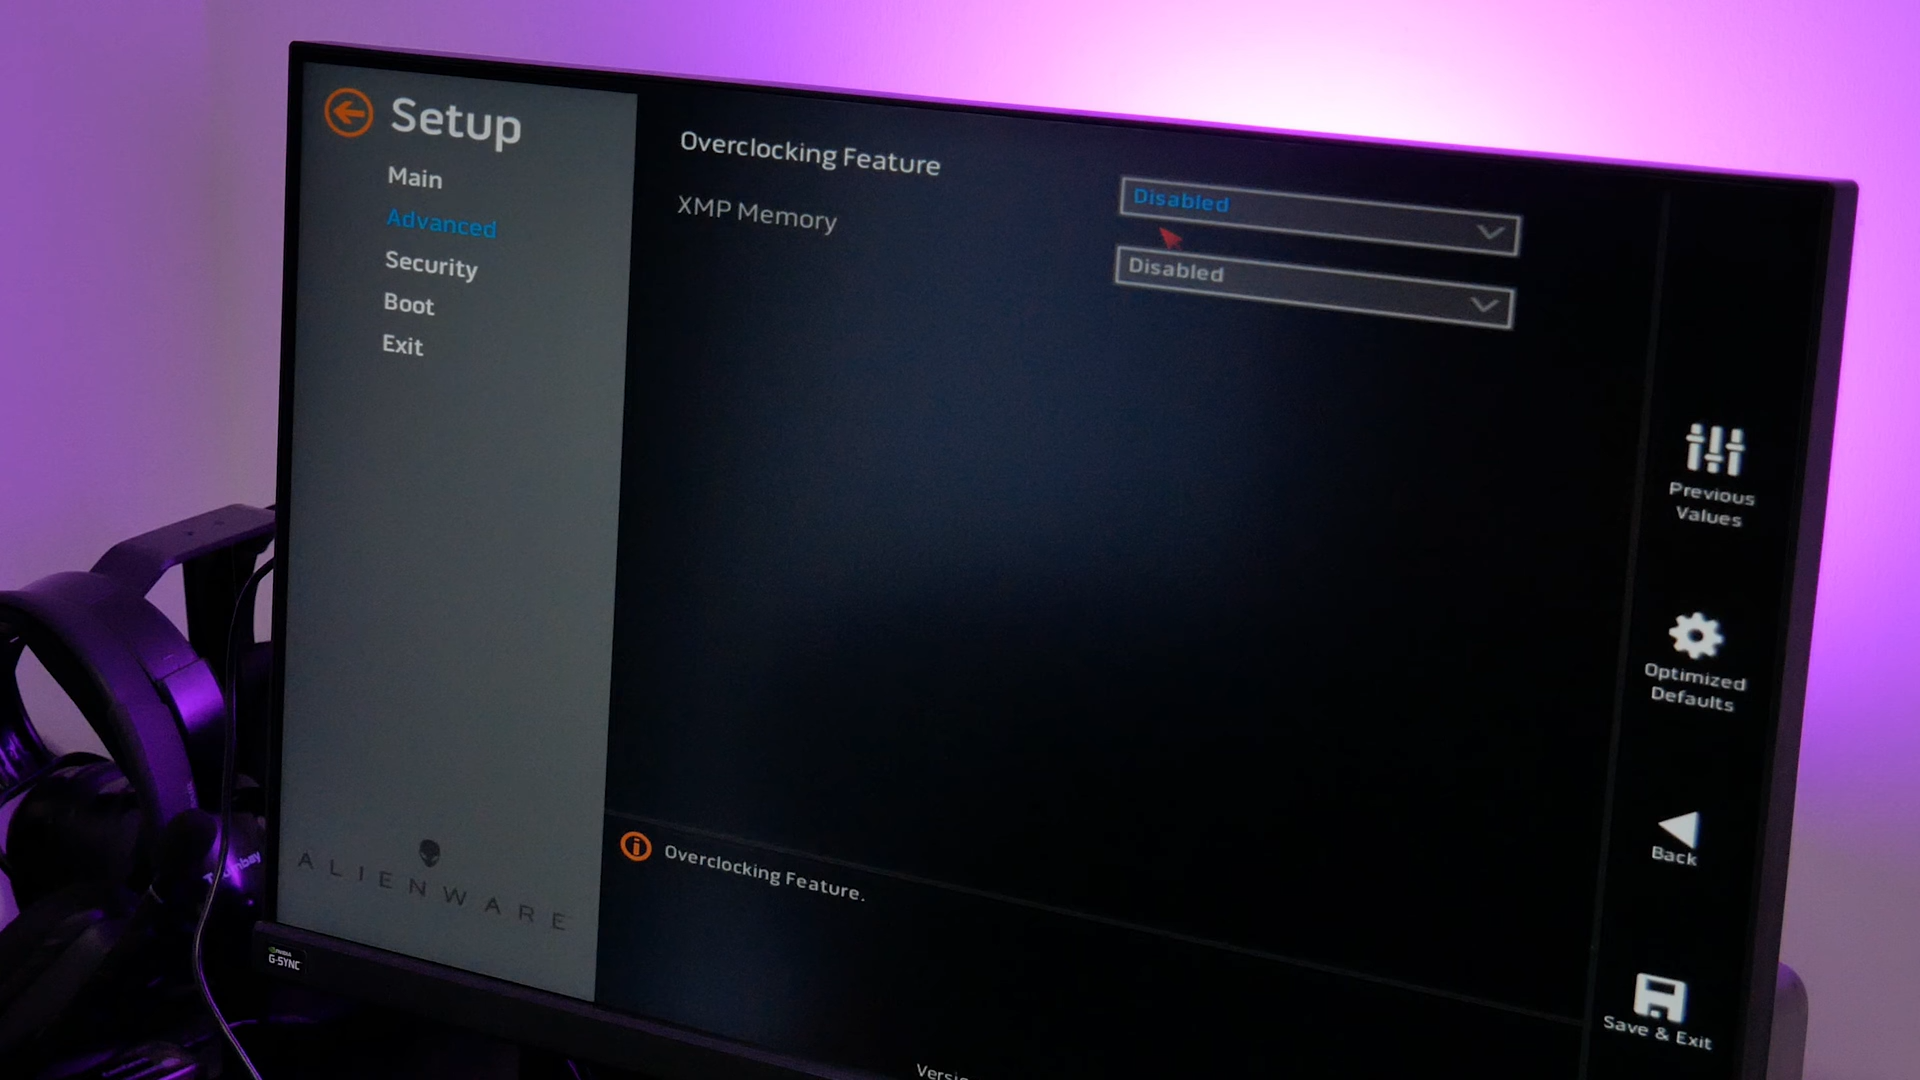 Setup
Main
Advanced
Security
Boot
Exit
Overclocking Feature
Disabled
XMP Memory
Disabled
Previous
Values
Optimized
Defaults
Back
Save & Exit
Overclocking Feature.
ALIENWARE
NVIDIA
G-SYNC